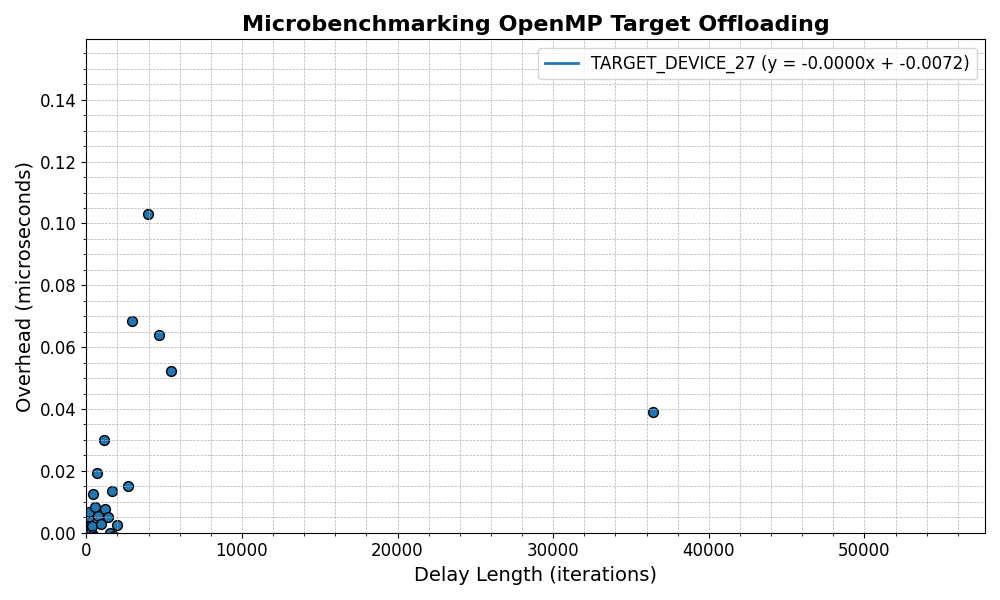 Microbenchmarking OpenMP Target Offloading
TARGET_DEVICE_27 (y = -0.0000x + -0.0072)
Overhead (microseconds)
0.14
0.12
0.10
0.08
0.06
0.04
0.02
0.00
0 10000 20000 30000 40000 50000
Delay Length (iterations)